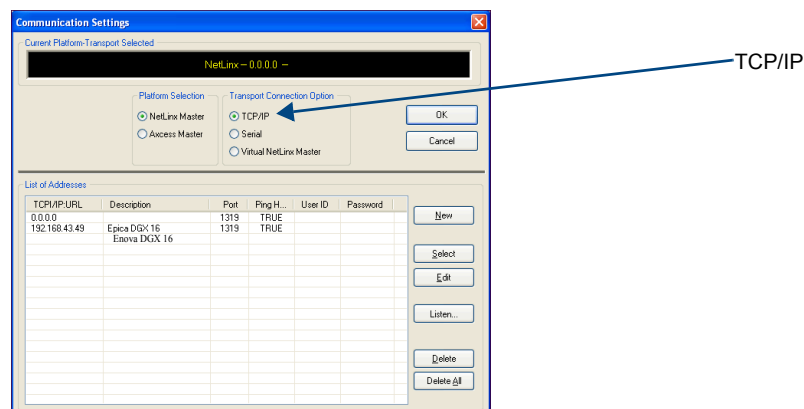 Communication Settings
Current Platform-Transport Selected
NetLinx – 0.0.0.0 –
TCP/IP
Platform Selection
Transport Connection Option
NetLinx Master
TCP/IP
OK
Axcess Master
Serial
Cancel
Virtual NetLinx Master
List of Addresses
TCPI/IP:URL Description Port Ping H... User ID Password
0.0.0.0 1319 TRUE
192.168.43.49 Epica DGX 16 1319 TRUE
Enova DGX 16
New
Select
Edit
Listen...
Delete
Delete All